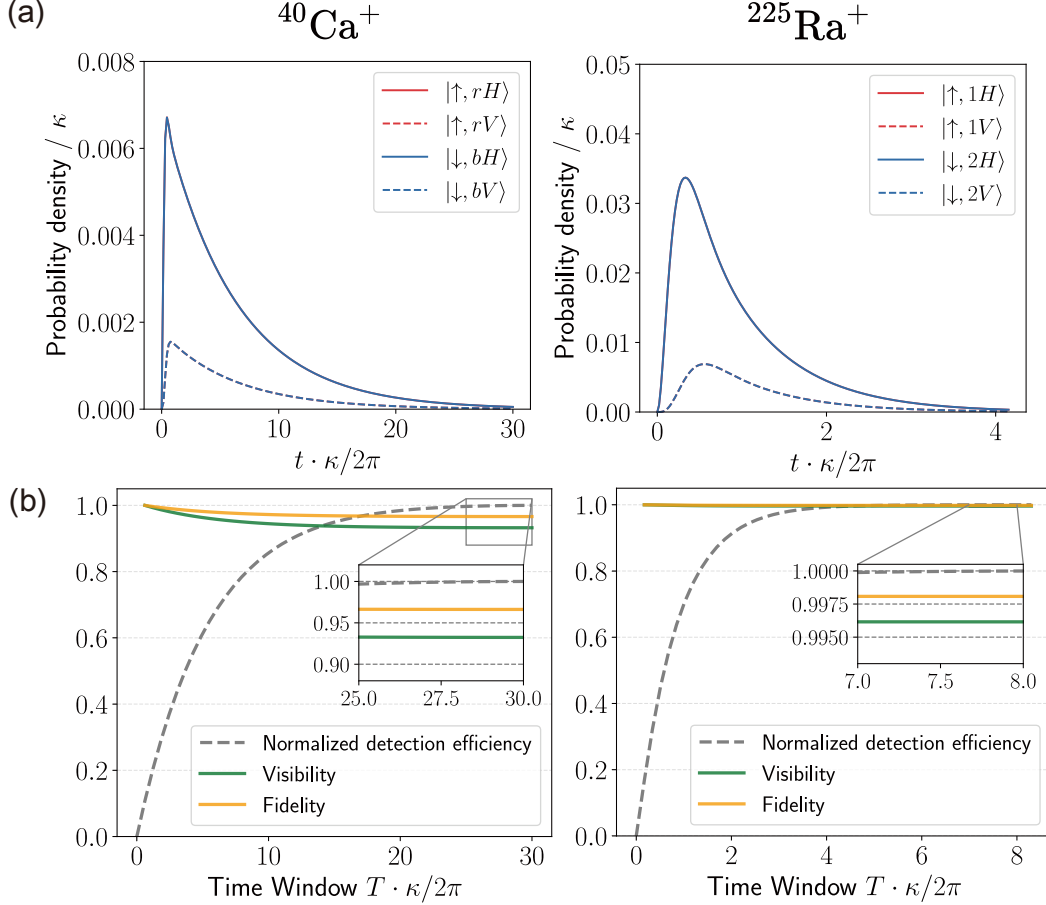 (a)
⁴⁰Ca⁺
²²⁵Ra⁺
Probability density / κ
0.008
0.006
0.004
0.002
0.000
|↑, rH⟩
|↑, rV⟩
|↓, bH⟩
|↓, bV⟩
0 10 20 30
t · κ/2π
Probability density / κ
0.05
0.04
0.03
0.02
0.01
0.00
|↑, 1H⟩
|↑, 1V⟩
|↓, 2H⟩
|↓, 2V⟩
0 2 4
t · κ/2π
(b)
1.0
0.8
0.6
0.4
0.2
0.0
1.00
0.95
0.90
25.0 27.5 30.0
Normalized detection efficiency
Visibility
Fidelity
0 10 20 30
Time Window T · κ/2π
1.0
0.8
0.6
0.4
0.2
0.0
1.0000
0.9975
0.9950
7.0 7.5 8.0
Normalized detection efficiency
Visibility
Fidelity
0 2 4 6 8
Time Window T · κ/2π